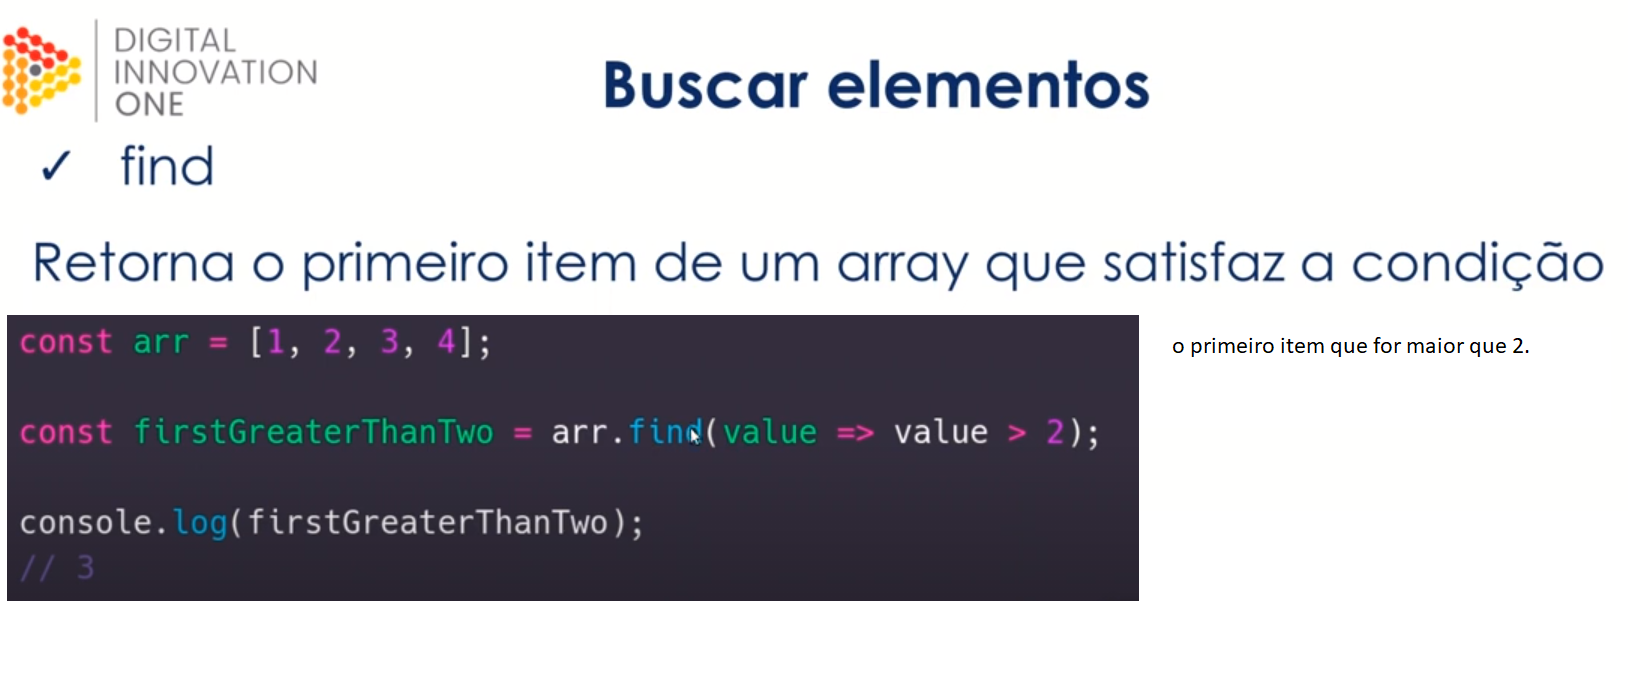 DIGITAL
INNOVATION
ONE
Buscar elementos
✓ find
Retorna o primeiro item de um array que satisfaz a condição
const arr = [1, 2, 3, 4];
o primeiro item que for maior que 2.
const firstGreaterThanTwo = arr.find(value => value > 2);
console.log(firstGreaterThanTwo);
// 3